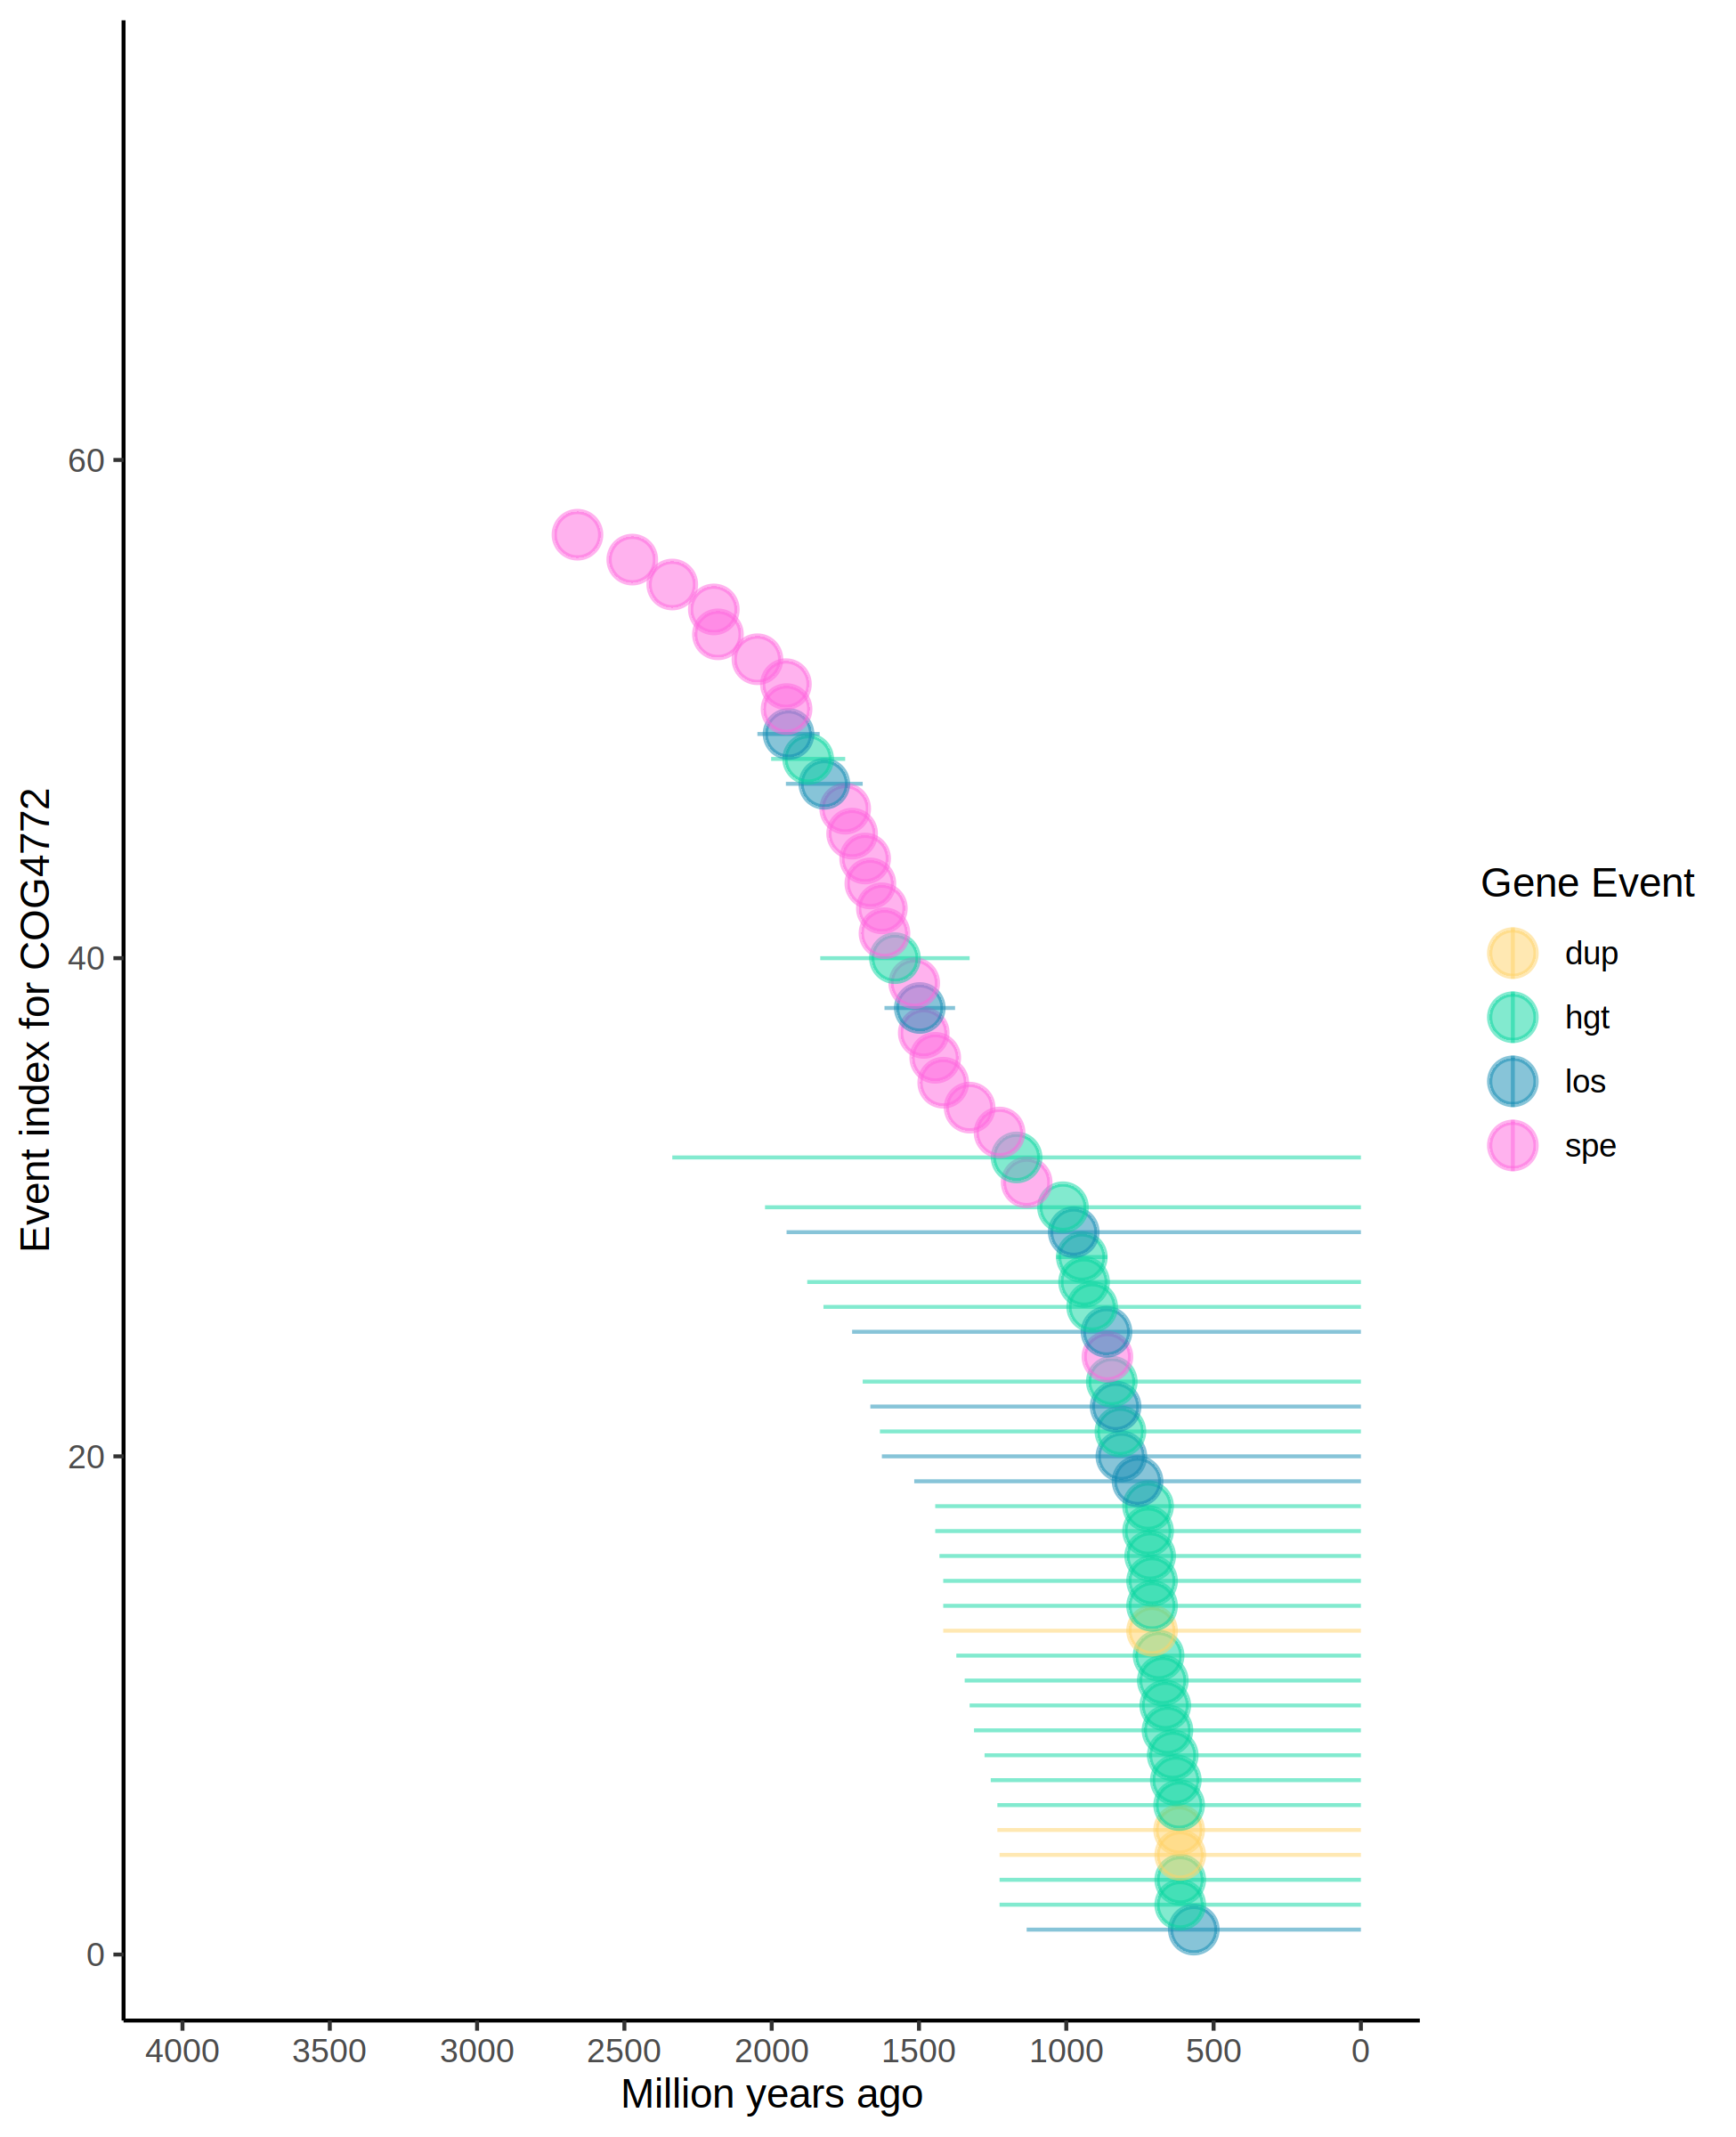 Event index for COG4772
60
40
20
0
4000 3500 3000 2500 2000 1500 1000 500 0
Million years ago
Gene Event
dup
hgt
los
spe